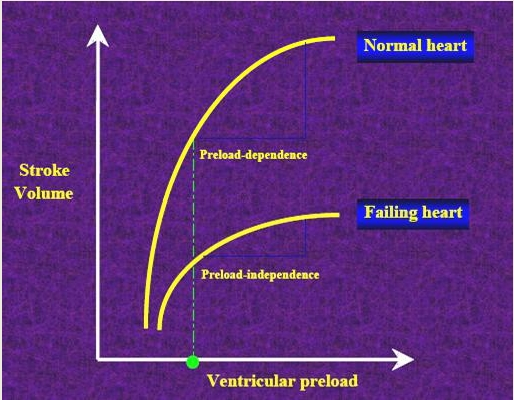 Normal heart
Preload-dependence
Stroke
Volume
Failing heart
Preload-independence
Ventricular preload